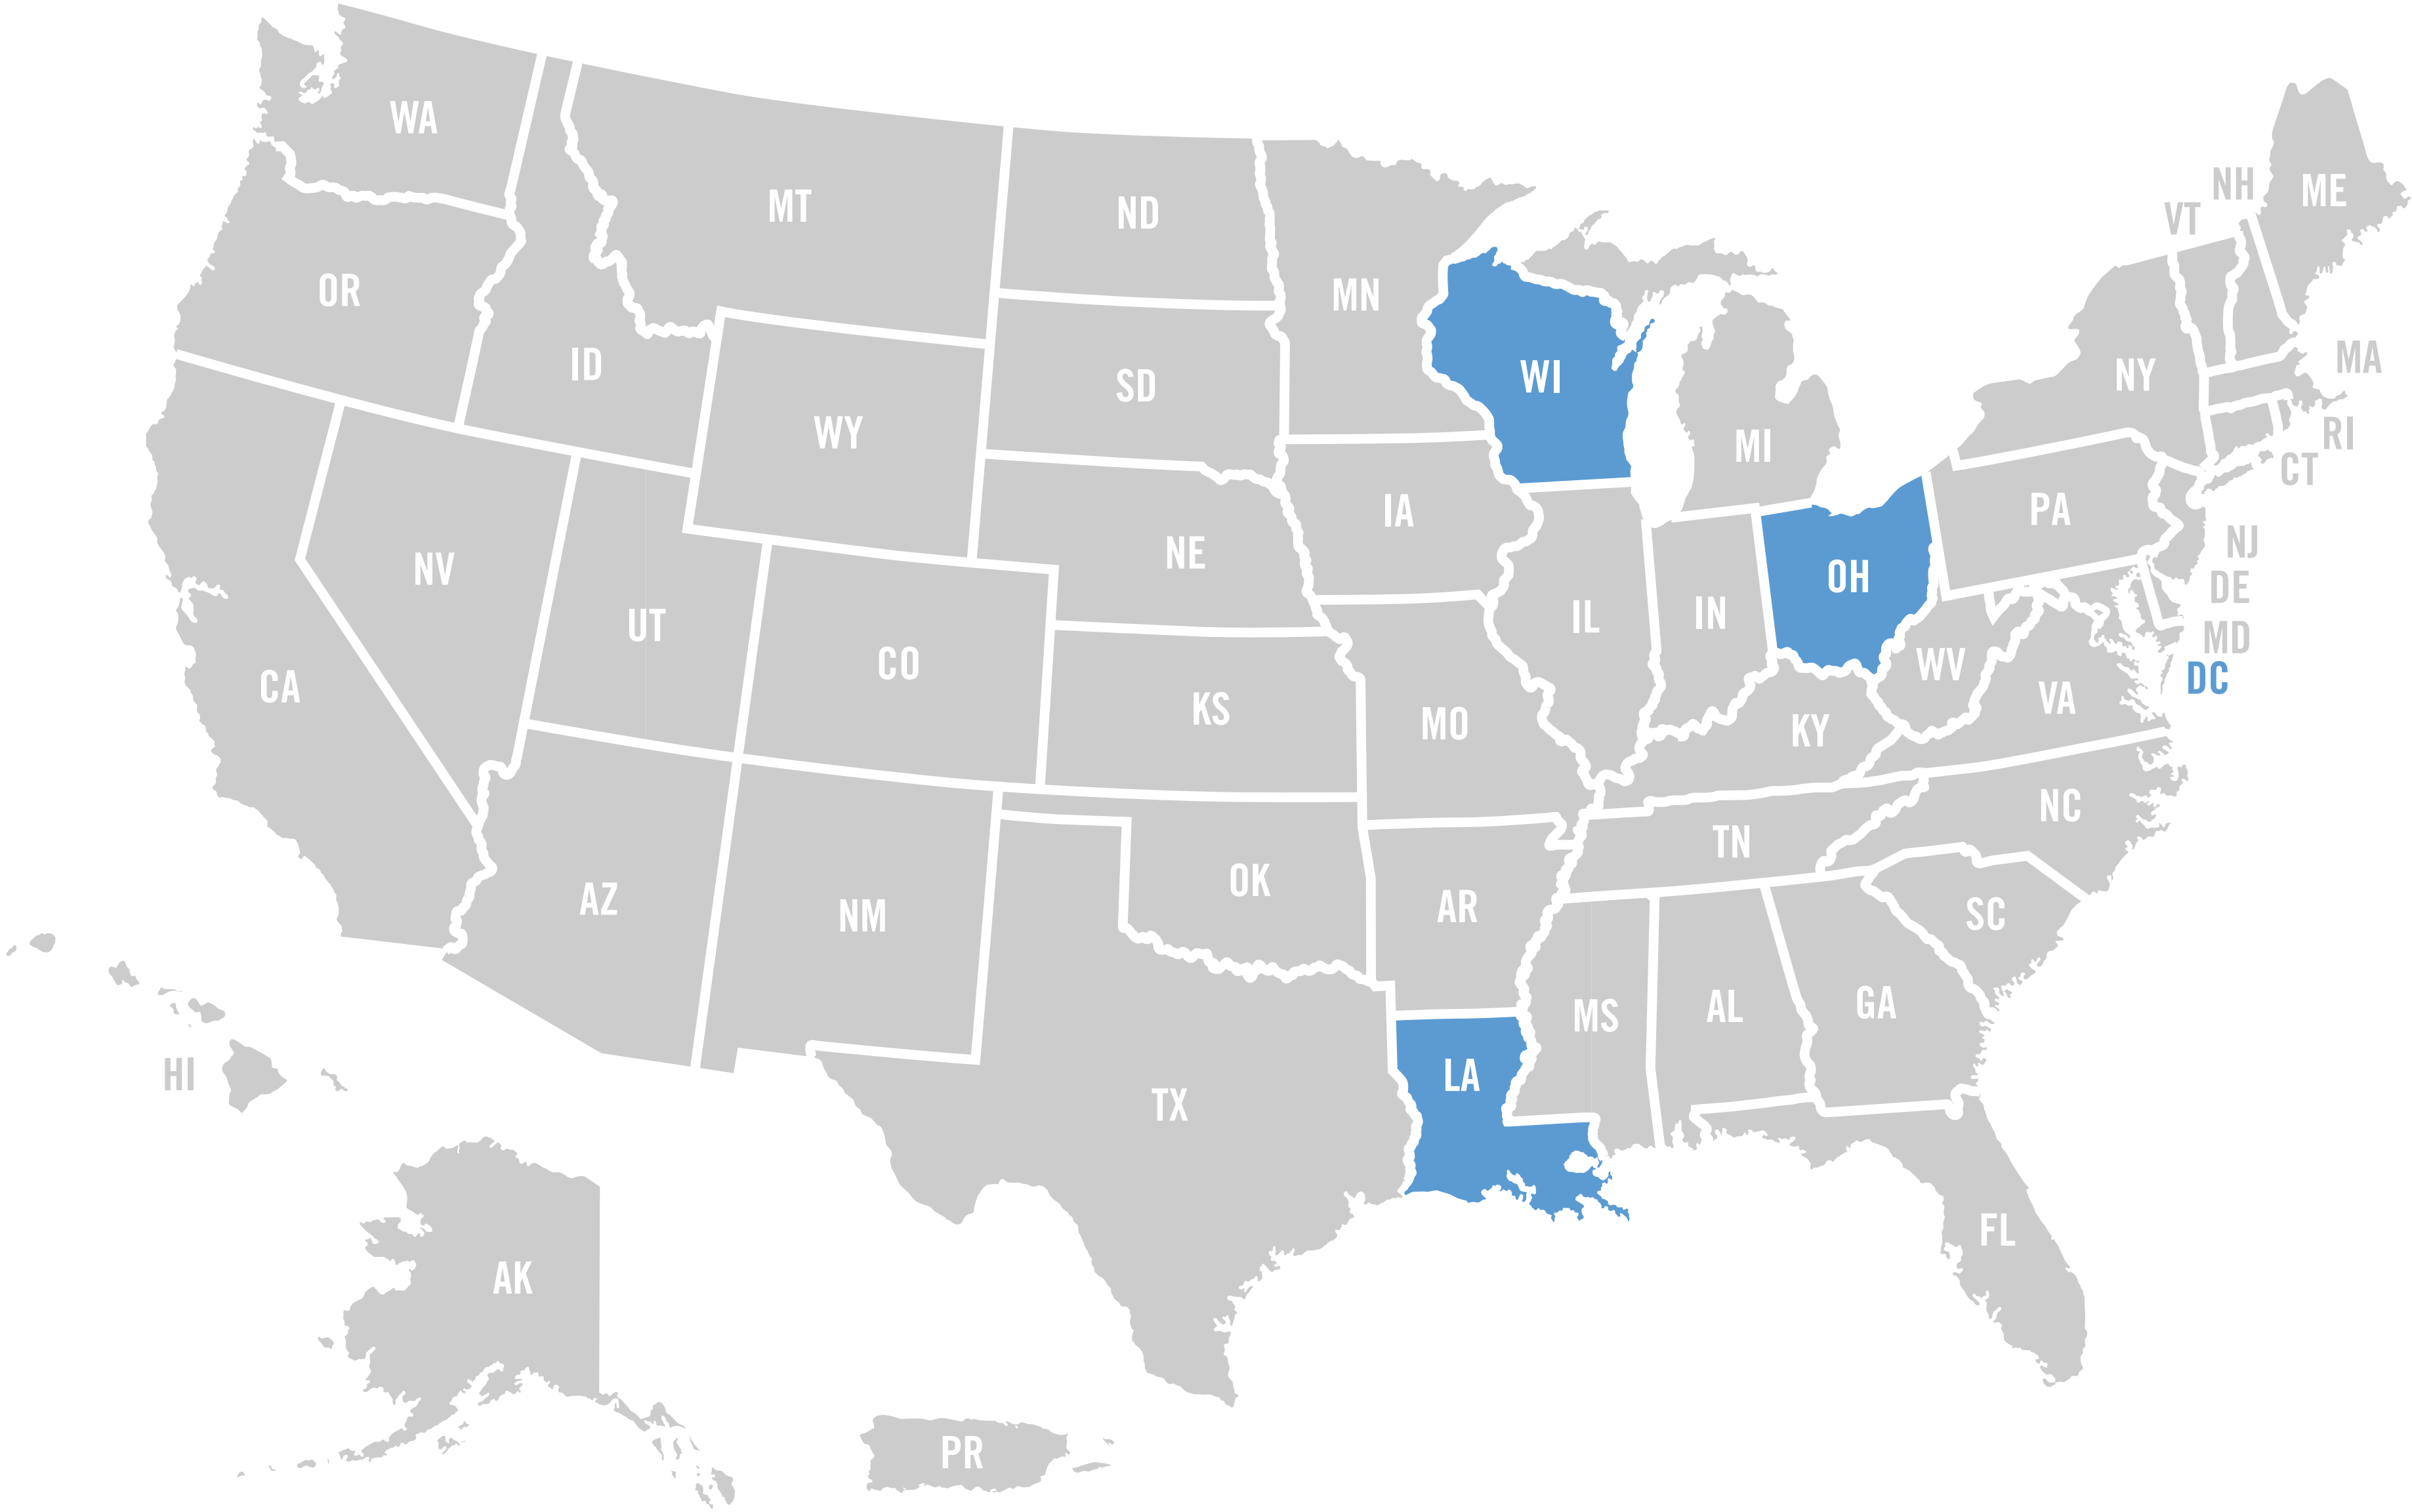 WA
MT
ND
MN
NH
ME
VT
OR
ID
SD
WI
WY
MI
NY
MA
RI
CT
IA
PA
NE
NV
NJ
OH
DE
UT
IL
IN
MD
CO
WV
DC
CA
KS
MO
KY
VA
NC
TN
OK
AZ
NM
AR
SC
MS
AL
GA
HI
LA
TX
FL
AK
PR